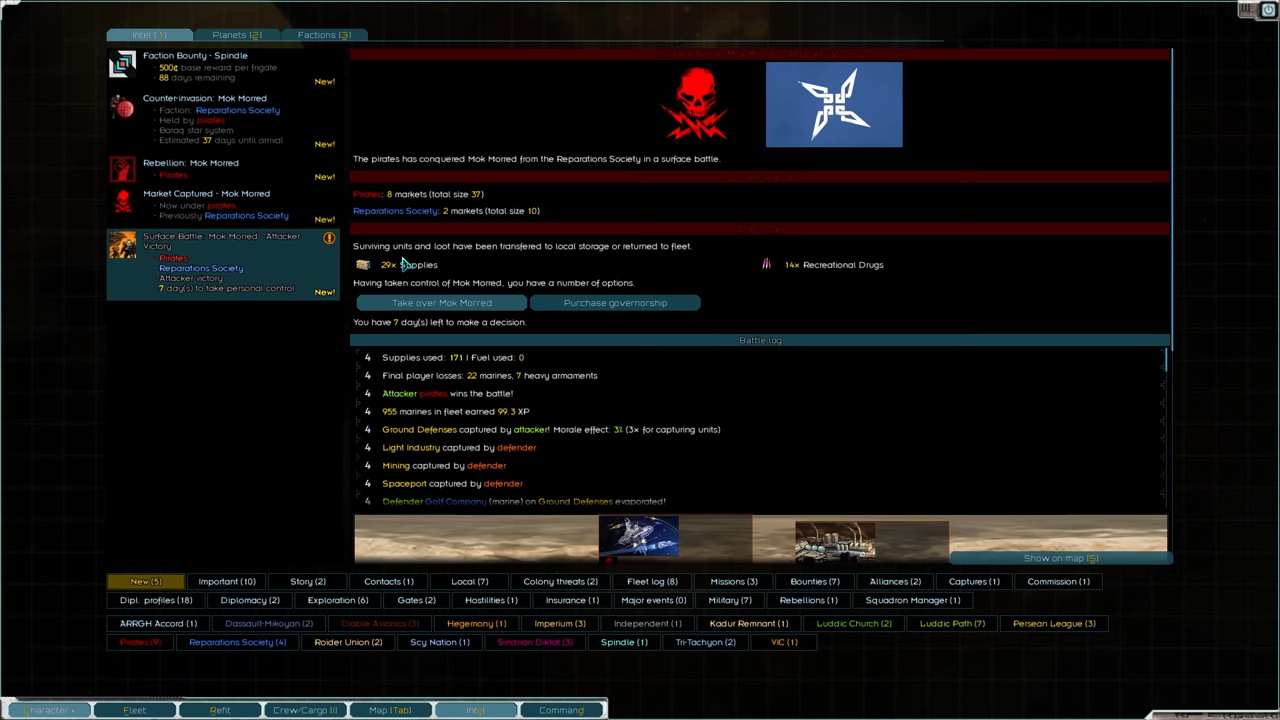 Intel [1]
Planets [2]
Factions [3]
Faction Bounty - Spindle
- 500¢ base reward per frigate
- 88 days remaining
New!
Counter-invasion: Mok Morred
- Faction: Reparations Society
- Held by pirates
- Baraq star system
- Estimated 37 days until arrival
New!
Rebellion: Mok Morred
- Pirates
New!
Market Captured - Mok Morred
- Now under pirates
- Previously Reparations Society
New!
Surface Battle: Mok Morred - Attacker
Victory
- Pirates
- Reparations Society
- Attacker victory
- 7 day(s) to take personal control
New!
The pirates has conquered Mok Morred from the Reparations Society in a surface battle.
Pirates: 8 markets (total size 37)
Reparations Society: 2 markets (total size 10)
Surviving units and loot have been transfered to local storage or returned to fleet.
29× Supplies
14× Recreational Drugs
Having taken control of Mok Morred, you have a number of options.
Take over Mok Morred
Purchase governorship
You have 7 day(s) left to make a decision.
Battle log
4 Supplies used: 171 | Fuel used: 0
4 Final player losses: 22 marines, 7 heavy armaments
4 Attacker pirates wins the battle!
4 955 marines in fleet earned 99.3 XP
4 Ground Defenses captured by attacker! Morale effect: 3% (3× for capturing units)
4 Light Industry captured by defender
4 Mining captured by defender
4 Spaceport captured by defender
4 Defender Golf Company (marine) on Ground Defenses evaporated!
Show on map [S]
New (5)
Important (10)
Story (2)
Contacts (1)
Local (7)
Colony threats (2)
Fleet log (8)
Missions (3)
Bounties (7)
Alliances (2)
Captures (1)
Commission (1)
Dipl. profiles (18)
Diplomacy (2)
Exploration (6)
Gates (2)
Hostilities (1)
Insurance (1)
Major events (0)
Military (7)
Rebellions (1)
Squadron Manager (1)
ARRGH Accord (1)
Dassault-Mikoyan (2)
Diable Avionics (3)
Hegemony (1)
Imperium (3)
Independent (1)
Kadur Remnant (1)
Luddic Church (2)
Luddic Path (7)
Persean League (3)
Pirates (9)
Reparations Society (4)
Roider Union (2)
Scy Nation (1)
Sindrian Diktat (3)
Spindle (1)
Tri-Tachyon (2)
VIC (1)
Character
Fleet
Refit
Crew/Cargo [I]
Map [Tab]
Intel
Command